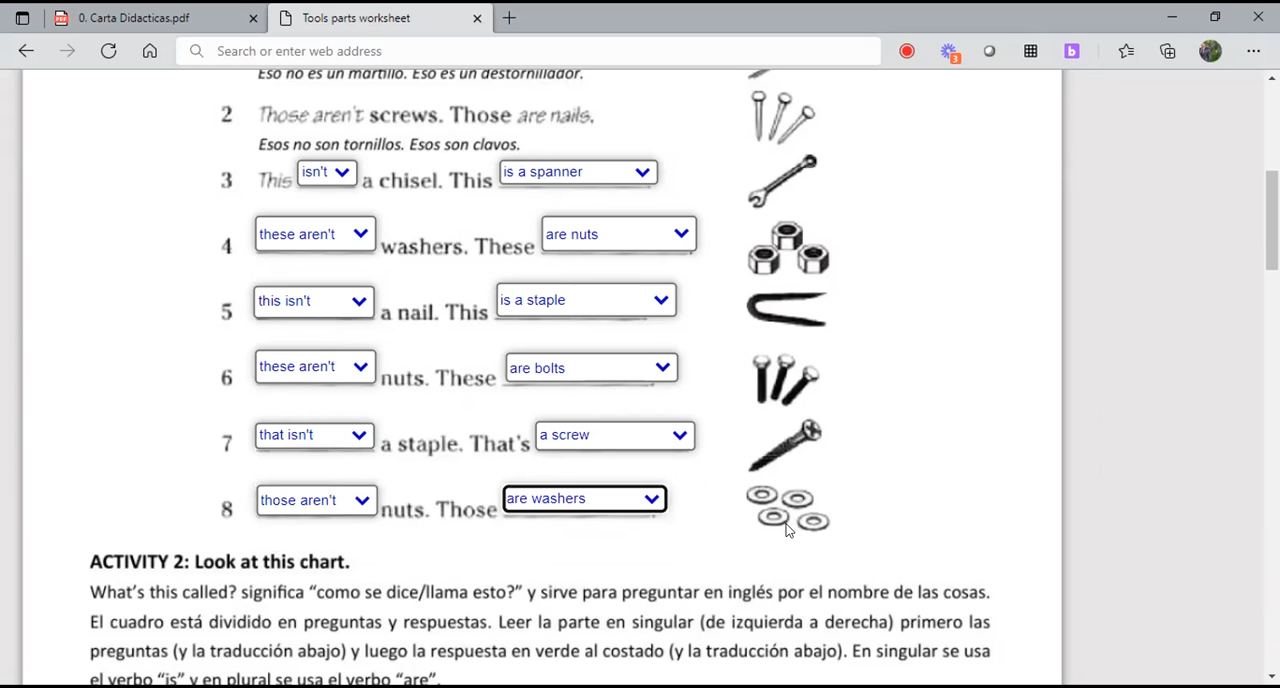 0. Carta Didacticas.pdf
Tools parts worksheet
Search or enter web address
3
b
Eso no es un martillo. Eso es un destornillador.
2 Those aren't screws. Those are nails.
Esos no son tornillos. Esos son clavos.
3 This isn't a chisel. This is a spanner
4 these aren't washers. These are nuts
5 this isn't a nail. This is a staple
6 these aren't nuts. These are bolts
7 that isn't a staple. That's a screw
8 those aren't nuts. Those are washers
ACTIVITY 2: Look at this chart.
What's this called? significa “como se dice/llama esto?” y sirve para preguntar en inglés por el nombre de las cosas.
El cuadro está dividido en preguntas y respuestas. Leer la parte en singular (de izquierda a derecha) primero las
preguntas (y la traducción abajo) y luego la respuesta en verde al costado (y la traducción abajo). En singular se usa
el verbo “is” y en plural se usa el verbo “are”.